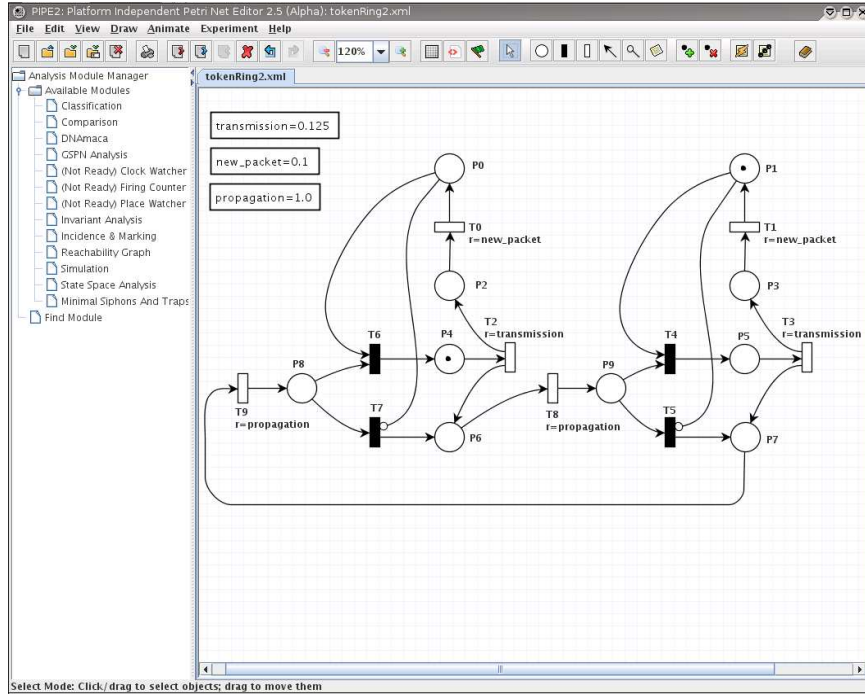 PIPE2: Platform Independent Petri Net Editor 2.5 (Alpha): tokenRing2.xml
File Edit View Draw Animate Experiment Help
120%
Analysis Module Manager
Available Modules
Classification
Comparison
DNAmaca
GSPN Analysis
(Not Ready) Clock Watcher
(Not Ready) Firing Counter
(Not Ready) Place Watcher
Invariant Analysis
Incidence & Marking
Reachability Graph
Simulation
State Space Analysis
Minimal Siphons And Traps
Find Module
tokenRing2.xml
transmission=0.125
new_packet=0.1
propagation=1.0
P0
P1
T0
r=new_packet
T1
r=new_packet
P2
P3
T2
r=transmission
T3
r=transmission
T6
P4
T4
P5
P8
P9
T9
r=propagation
T7
P6
T8
r=propagation
T5
P7
Select Mode: Click/drag to select objects; drag to move them